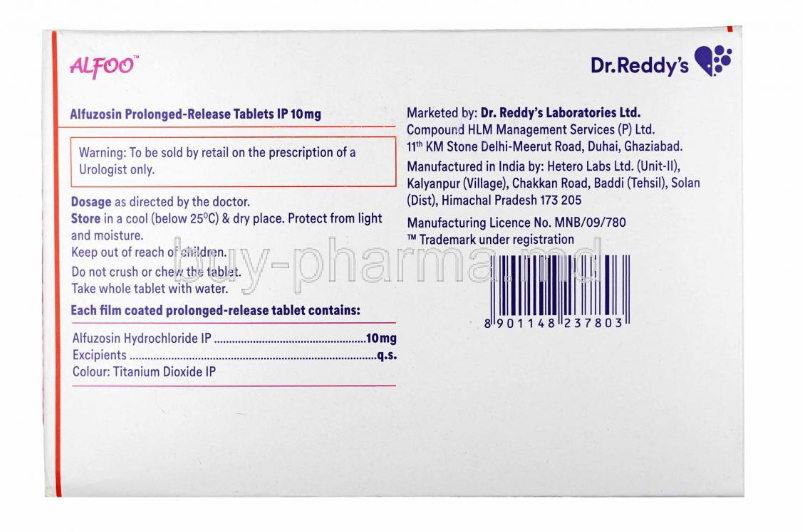 ALFOO™
Dr.Reddy's
Alfuzosin Prolonged-Release Tablets IP 10mg
Warning: To be sold by retail on the prescription of a
Urologist only.
Dosage as directed by the doctor.
Store in a cool (below 25⁰C) & dry place. Protect from light
and moisture.
Keep out of reach of children.
Do not crush or chew the tablet.
Take whole tablet with water.
Each film coated prolonged-release tablet contains:
Alfuzosin Hydrochloride IP ................................................10mg
Excipients ...................................................................................q.s.
Colour: Titanium Dioxide IP
Marketed by: Dr. Reddy's Laboratories Ltd.
Compound HLM Management Services (P) Ltd.
11th KM Stone Delhi-Meerut Road, Duhai, Ghaziabad.
Manufactured in India by: Hetero Labs Ltd. (Unit-II),
Kalyanpur (Village), Chakkan Road, Baddi (Tehsil), Solan
(Dist), Himachal Pradesh 173 205
Manufacturing Licence No. MNB/09/780
™ Trademark under registration
8 901148 237803
buy-pharma.md